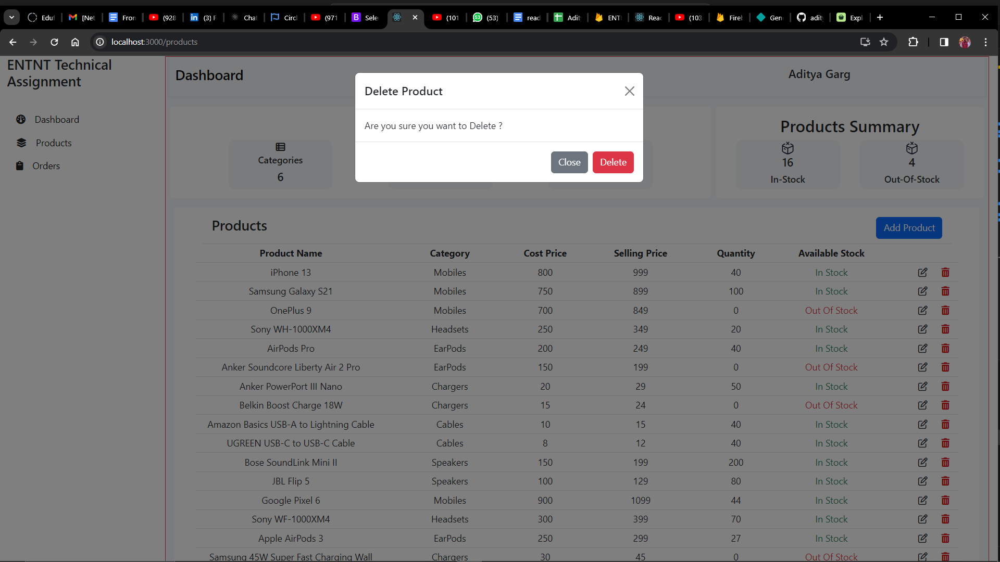 Eduf
[Net
Fron
(928
(3) F
Chat
Circl
(971
Sele
(101
(53)
read
Adit
ENTI
Reac
(103
Fireb
Gen
adit
Expl
localhost:3000/products
ENTNT Technical
Assignment
Dashboard
Products
Orders
Dashboard
Aditya Garg
Delete Product
Are you sure you want to Delete ?
Close Delete
Categories
6
Products Summary
16
In-Stock
4
Out-Of-Stock
Products
Add Product
Product Name Category Cost Price Selling Price Quantity Available Stock
iPhone 13 Mobiles 800 999 40 In Stock
Samsung Galaxy S21 Mobiles 750 899 100 In Stock
OnePlus 9 Mobiles 700 849 0 Out Of Stock
Sony WH-1000XM4 Headsets 250 349 20 In Stock
AirPods Pro EarPods 200 249 40 In Stock
Anker Soundcore Liberty Air 2 Pro EarPods 150 199 0 Out Of Stock
Anker PowerPort III Nano Chargers 20 29 50 In Stock
Belkin Boost Charge 18W Chargers 15 24 0 Out Of Stock
Amazon Basics USB-A to Lightning Cable Cables 10 15 40 In Stock
UGREEN USB-C to USB-C Cable Cables 8 12 40 In Stock
Bose SoundLink Mini II Speakers 150 199 200 In Stock
JBL Flip 5 Speakers 100 129 80 In Stock
Google Pixel 6 Mobiles 900 1099 44 In Stock
Sony WF-1000XM4 Headsets 300 399 70 In Stock
Apple AirPods 3 EarPods 250 299 27 In Stock
Samsung 45W Super Fast Charging Wall Chargers 30 45 0 Out Of Stock